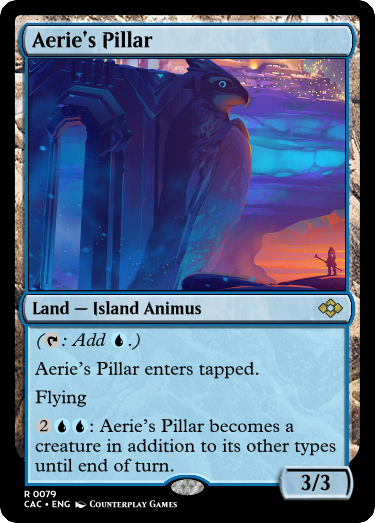 Aerie's Pillar
Land — Island Animus
(: Add .)
Aerie's Pillar enters tapped.
Flying
2: Aerie's Pillar becomes a
creature in addition to its other types
until end of turn.
3/3
R 0079
CAC • ENG Counterplay Games